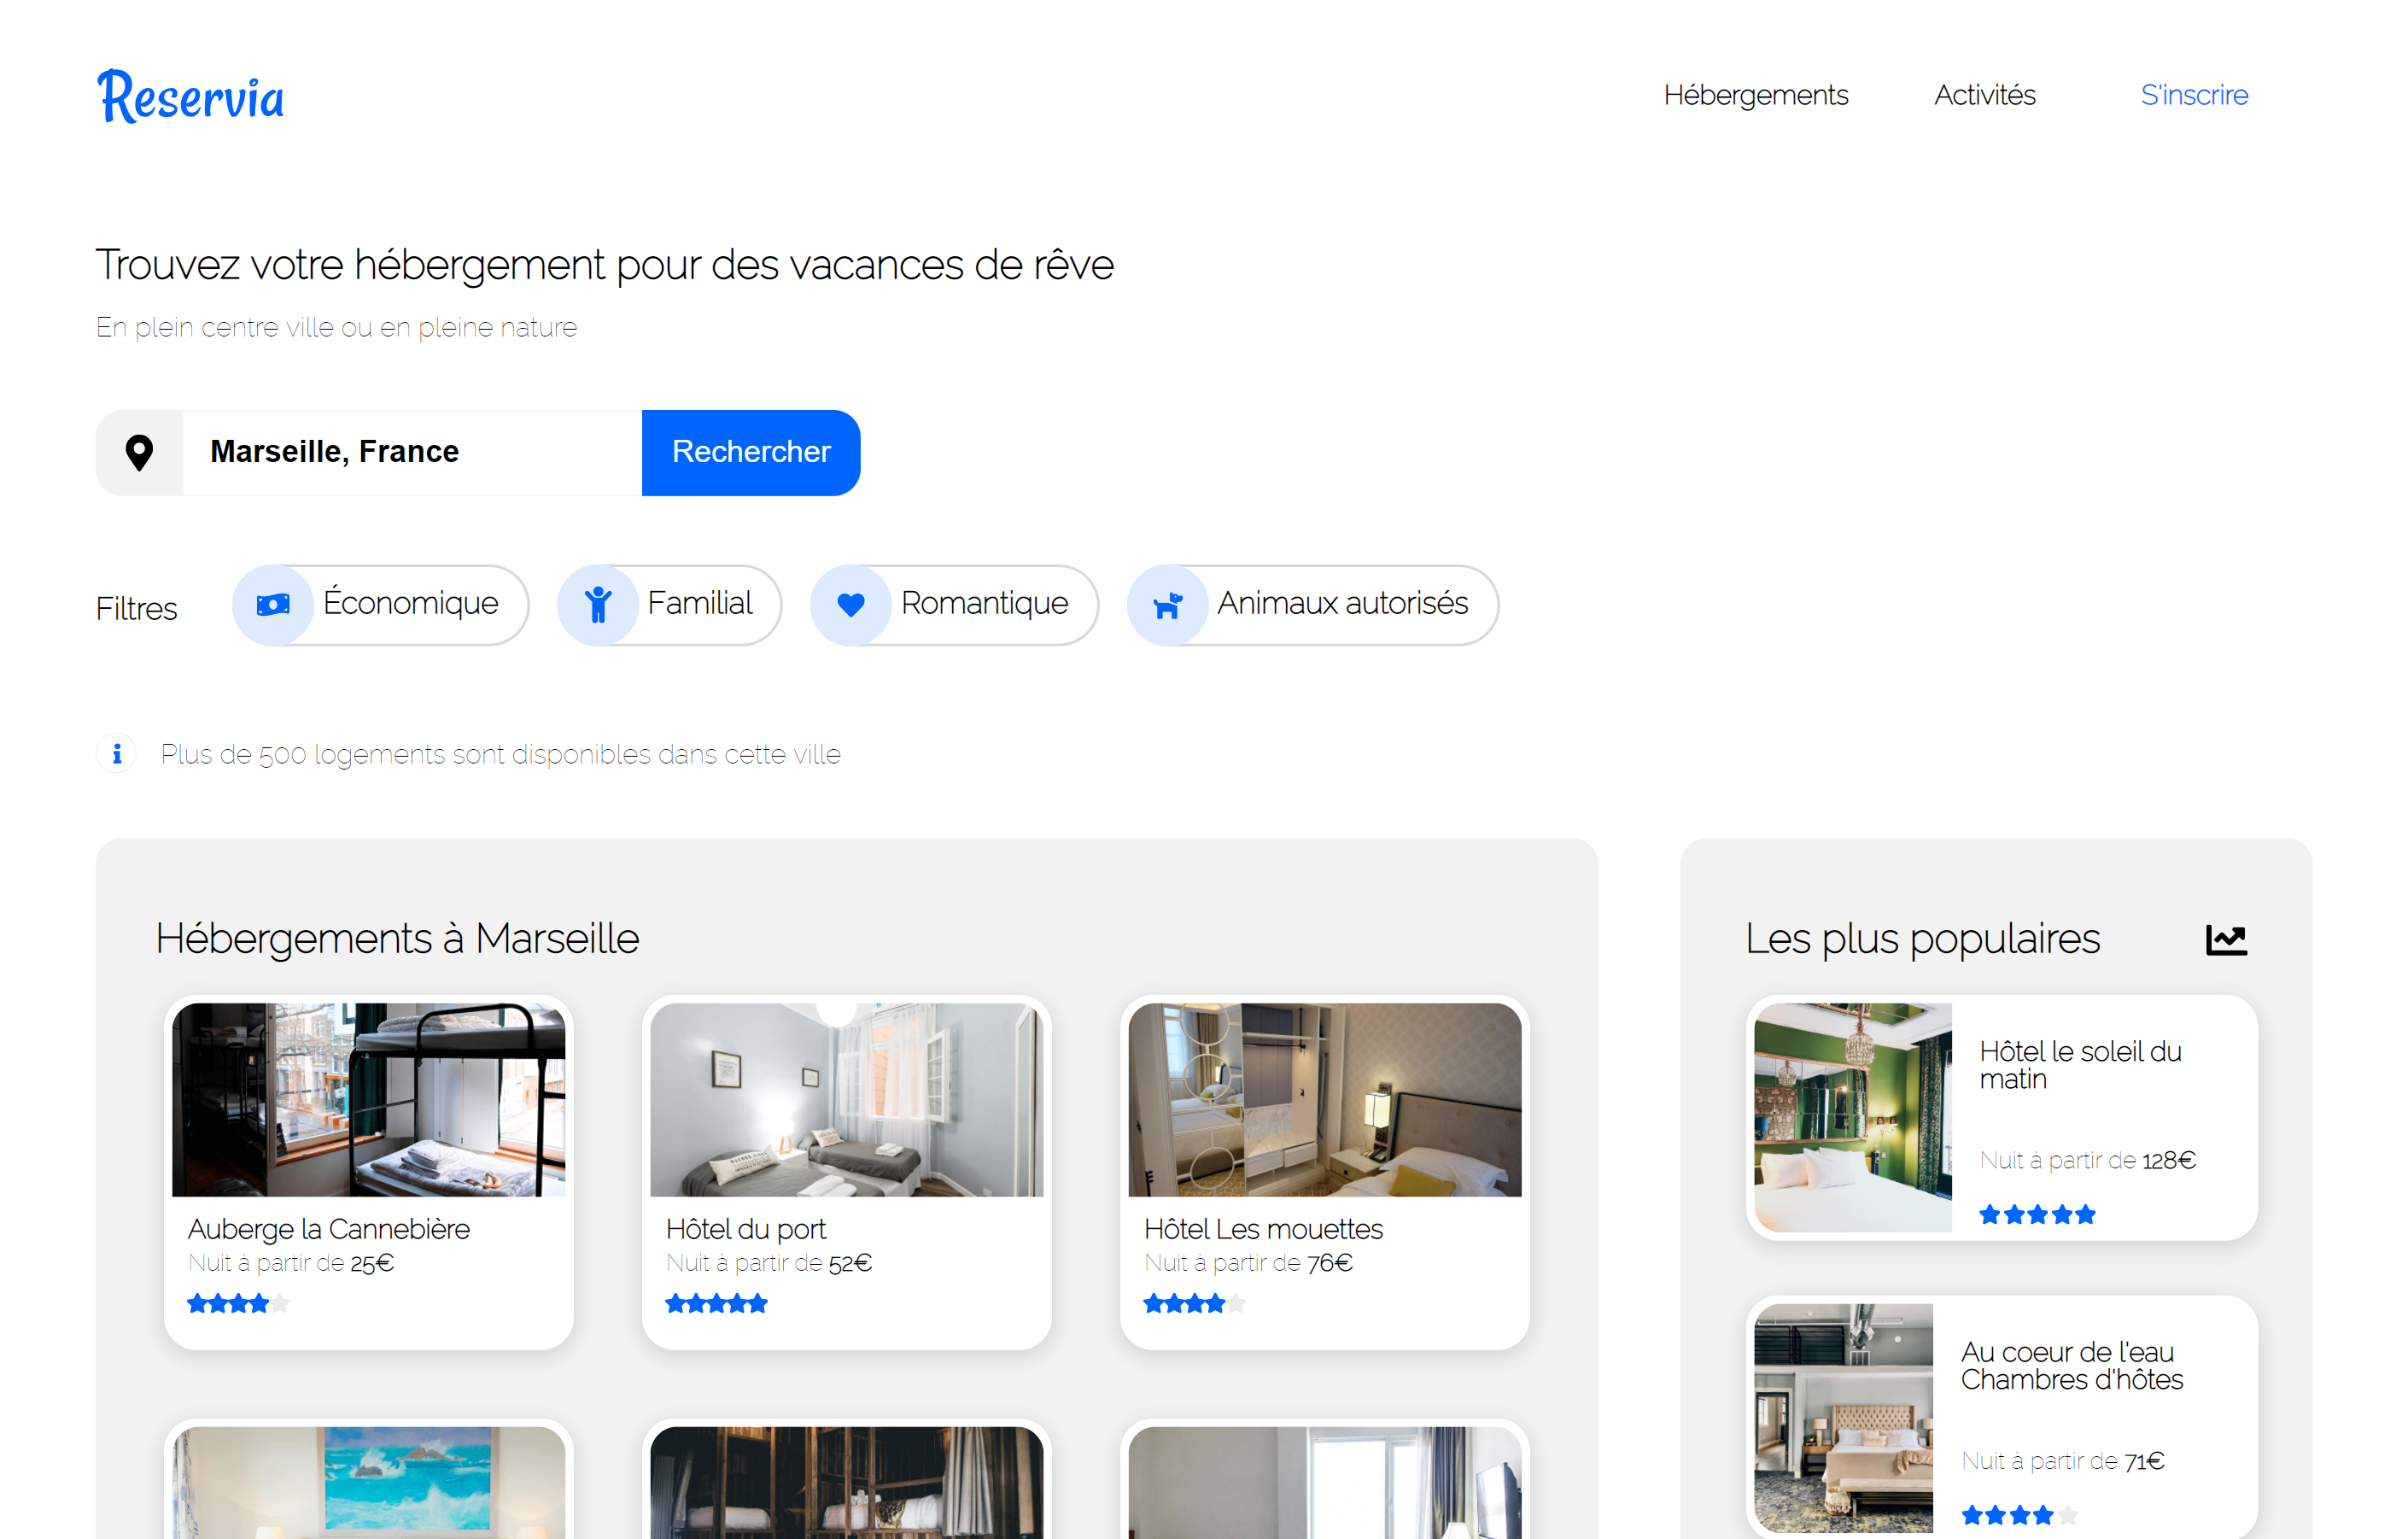 Reservia
Hébergements
Activités
S'inscrire
Trouvez votre hébergement pour des vacances de rêve
En plein centre ville ou en pleine nature
Marseille, France
Rechercher
Filtres
Économique
Familial
Romantique
Animaux autorisés
Plus de 500 logements sont disponibles dans cette ville
Hébergements à Marseille
Auberge la Cannebière
Nuit à partir de 25€
Hôtel du port
Nuit à partir de 52€
Hôtel Les mouettes
Nuit à partir de 76€
Les plus populaires
Hôtel le soleil du
matin
Nuit à partir de 128€
Au coeur de l'eau
Chambres d'hôtes
Nuit à partir de 71€